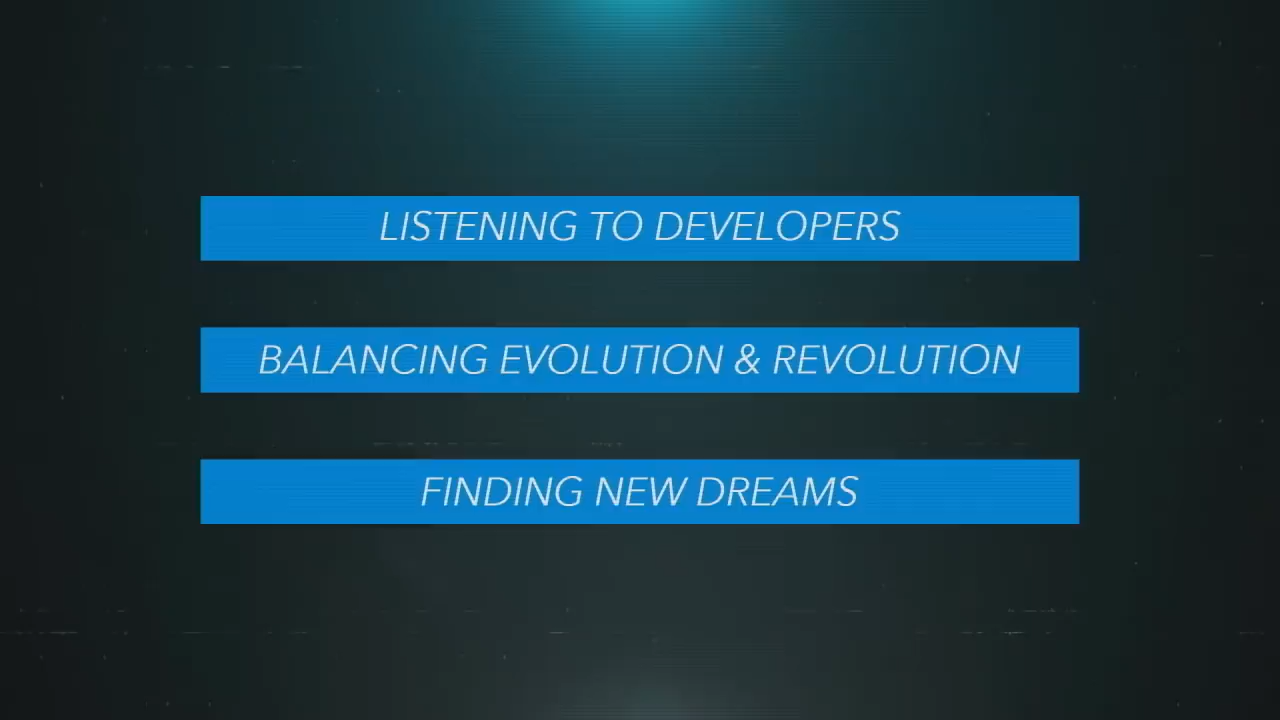 LISTENING TO DEVELOPERS
BALANCING EVOLUTION & REVOLUTION
FINDING NEW DREAMS